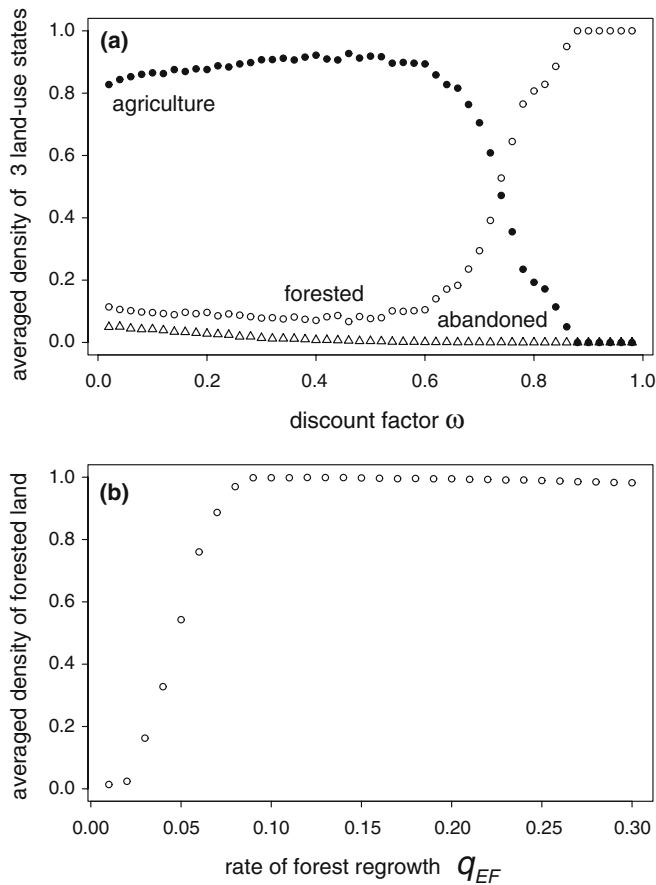 (a)
averaged density of 3 land-use states
1.0
0.8
0.6
0.4
0.2
0.0
agriculture
forested
abandoned
0.0 0.2 0.4 0.6 0.8 1.0
discount factor ω
(b)
averaged density of forested land
1.0
0.8
0.6
0.4
0.2
0.0
0.00 0.05 0.10 0.15 0.20 0.25 0.30
rate of forest regrowth q_EF